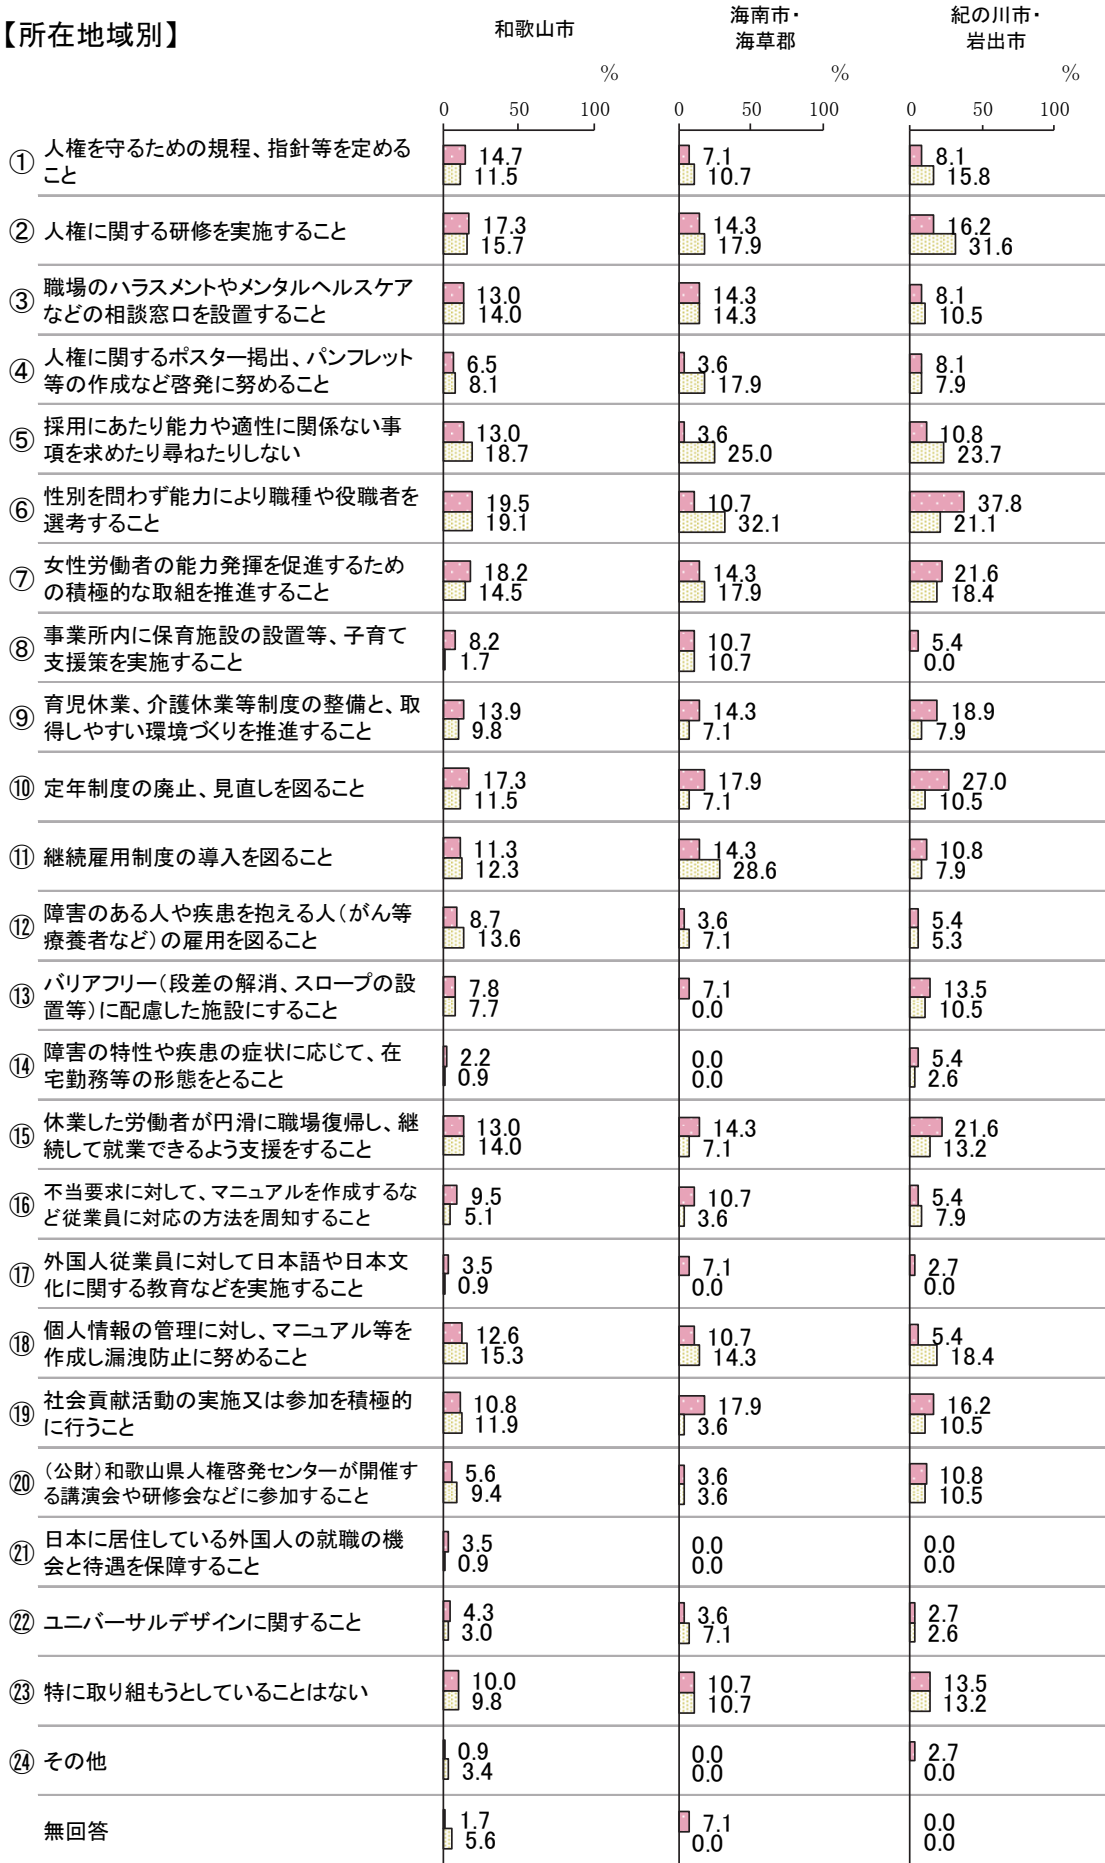 【所在地域別】
和歌山市
海南市・
海草郡
紀の川市・
岩出市
% % %
0 50 100 0 50 100 0 50 100
① 人権を守るための規程、指針等を定める
こと
14.7 7.1 8.1
11.5 10.7 15.8
② 人権に関する研修を実施すること
17.3 14.3 16.2
15.7 17.9 31.6
③ 職場のハラスメントやメンタルヘルスケア
などの相談窓口を設置すること
13.0 14.3 8.1
14.0 14.3 10.5
④ 人権に関するポスター掲出、パンフレット
等の作成など啓発に努めること
6.5 3.6 8.1
8.1 17.9 7.9
⑤ 採用にあたり能力や適性に関係ない事
項を求めたり尋ねたりしない
13.0 3.6 10.8
18.7 25.0 23.7
⑥ 性別を問わず能力により職種や役職者を
選考すること
19.5 10.7 37.8
19.1 32.1 21.1
⑦ 女性労働者の能力発揮を促進するため
の積極的な取組を推進すること
18.2 14.3 21.6
14.5 17.9 18.4
⑧ 事業所内に保育施設の設置等、子育て
支援策を実施すること
8.2 10.7 5.4
1.7 10.7 0.0
⑨ 育児休業、介護休業等制度の整備と、取
得しやすい環境づくりを推進すること
13.9 14.3 18.9
9.8 7.1 7.9
⑩ 定年制度の廃止、見直しを図ること
17.3 17.9 27.0
11.5 7.1 10.5
⑪ 継続雇用制度の導入を図ること
11.3 14.3 10.8
12.3 28.6 7.9
⑫ 障害のある人や疾患を抱える人（がん等
療養者など）の雇用を図ること
8.7 3.6 5.4
13.6 7.1 5.3
⑬ バリアフリー（段差の解消、スロープの設
置等）に配慮した施設にすること
7.8 7.1 13.5
7.7 0.0 10.5
⑭ 障害の特性や疾患の症状に応じて、在
宅勤務等の形態をとること
2.2 0.0 5.4
0.9 0.0 2.6
⑮ 休業した労働者が円滑に職場復帰し、継
続して就業できるよう支援をすること
13.0 14.3 21.6
14.0 7.1 13.2
⑯ 不当要求に対して、マニュアルを作成するな
ど従業員に対応の方法を周知すること
9.5 10.7 5.4
5.1 3.6 7.9
⑰ 外国人従業員に対して日本語や日本文
化に関する教育などを実施すること
3.5 7.1 2.7
0.9 0.0 0.0
⑱ 個人情報の管理に対し、マニュアル等を
作成し漏洩防止に努めること
12.6 10.7 5.4
15.3 14.3 18.4
⑲ 社会貢献活動の実施又は参加を積極的
に行うこと
10.8 17.9 16.2
11.9 3.6 10.5
⑳ （公財）和歌山県人権啓発センターが開催す
る講演会や研修会などに参加すること
5.6 3.6 10.8
9.4 3.6 10.5
㉑ 日本に居住している外国人の就職の機
会と待遇を保障すること
3.5 0.0 0.0
0.9 0.0 0.0
㉒ ユニバーサルデザインに関すること
4.3 3.6 2.7
3.0 7.1 2.6
㉓ 特に取り組もうとしていることはない
10.0 10.7 13.5
9.8 10.7 13.2
㉔ その他
0.9 0.0 2.7
3.4 0.0 0.0
無回答
1.7 7.1 0.0
5.6 0.0 0.0